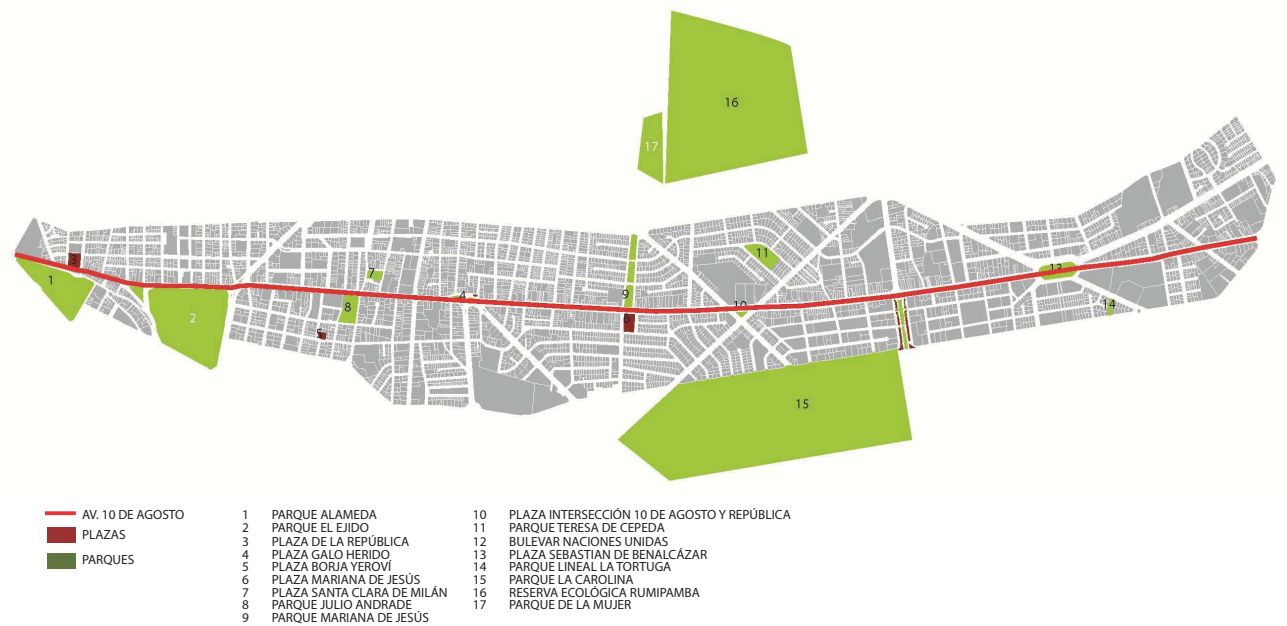 16
17
3
11
7
1
13
4
9
14
8
10
2
5
6
15
AV. 10 DE AGOSTO
PLAZAS
PARQUES
1 PARQUE ALAMEDA
2 PARQUE EL EJIDO
3 PLAZA DE LA REPÚBLICA
4 PLAZA GALO HERIDO
5 PLAZA BORJA YEROVÍ
6 PLAZA MARIANA DE JESÚS
7 PLAZA SANTA CLARA DE MILÁN
8 PARQUE JULIO ANDRADE
9 PARQUE MARIANA DE JESÚS
10 PLAZA INTERSECCIÓN 10 DE AGOSTO Y REPÚBLICA
11 PARQUE TERESA DE CEPEDA
12 BULEVAR NACIONES UNIDAS
13 PLAZA SEBASTIAN DE BENALCÁZAR
14 PARQUE LINEAL LA TORTUGA
15 PARQUE LA CAROLINA
16 RESERVA ECOLÓGICA RUMIPAMBA
17 PARQUE DE LA MUJER